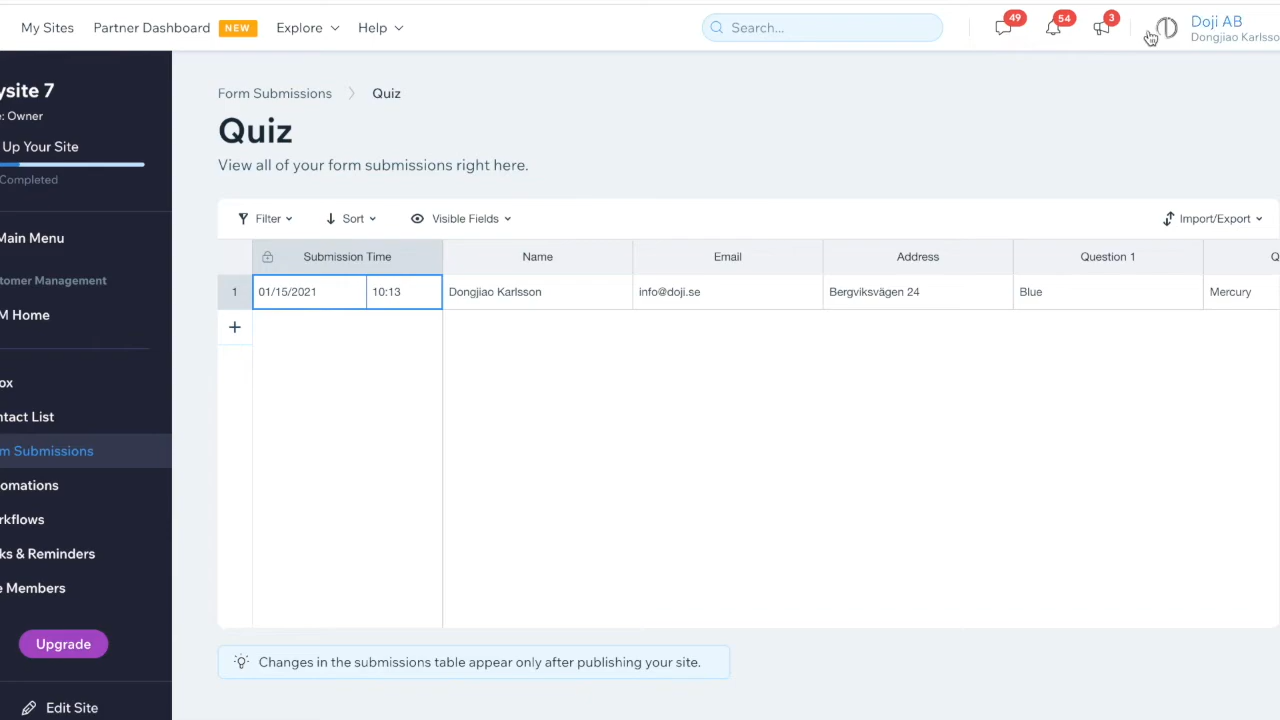 My Sites Partner Dashboard NEW Explore Help Search... 49 54 3 Doji AB
Dongjiao Karlsso
ysite 7
e: Owner
Up Your Site
Completed
Main Menu
tomer Management
M Home
ox
ntact List
m Submissions
omations
rkflows
ks & Reminders
e Members
Upgrade
Edit Site
Form Submissions Quiz
Quiz
View all of your form submissions right here.
Filter Sort Visible Fields Import/Export
Submission Time Name Email Address Question 1 Q
1 01/15/2021 10:13 Dongjiao Karlsson info@doji.se Bergviksvägen 24 Blue Mercury
+
Changes in the submissions table appear only after publishing your site.